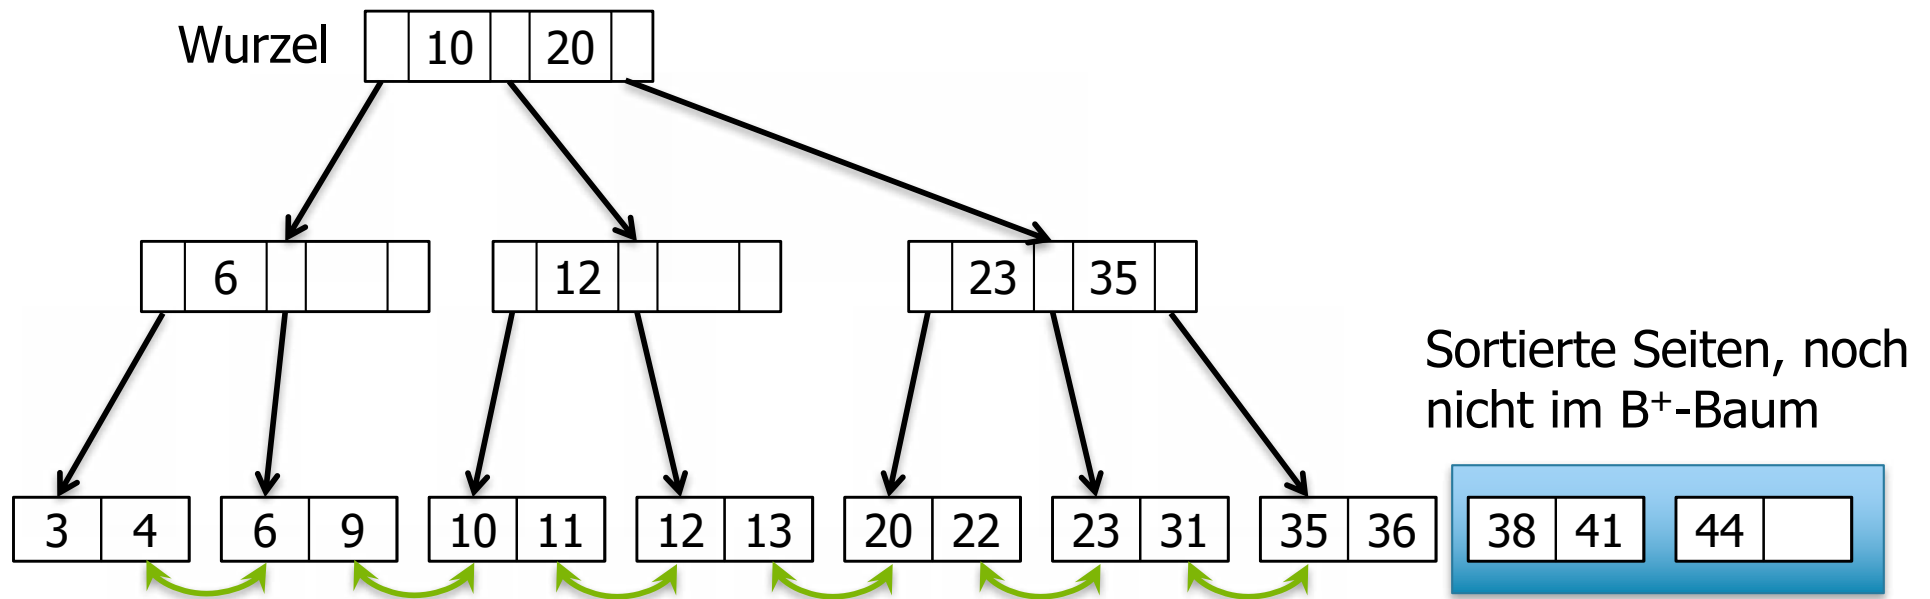 Wurzel 10 20
6 12 23 35
Sortierte Seiten, noch
nicht im B⁺-Baum
3 4 6 9 10 11 12 13 20 22 23 31 35 36 38 41 44